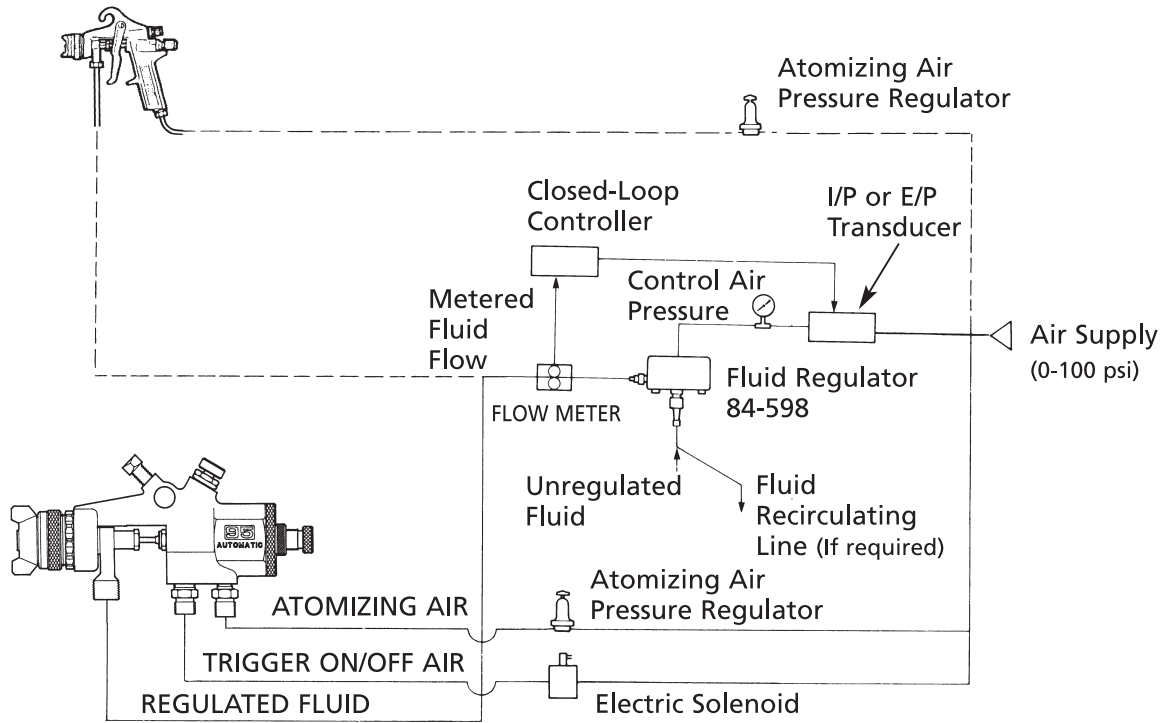 Atomizing Air
Pressure Regulator
Closed-Loop
Controller
I/P or E/P
Transducer
Control Air
Pressure
Metered
Fluid
Flow
Air Supply
(0-100 psi)
Fluid Regulator
84-598
FLOW METER
Unregulated
Fluid
Fluid
Recirculating
Line (If required)
95
AUTOMATIC
Atomizing Air
Pressure Regulator
ATOMIZING AIR
TRIGGER ON/OFF AIR
Electric Solenoid
REGULATED FLUID